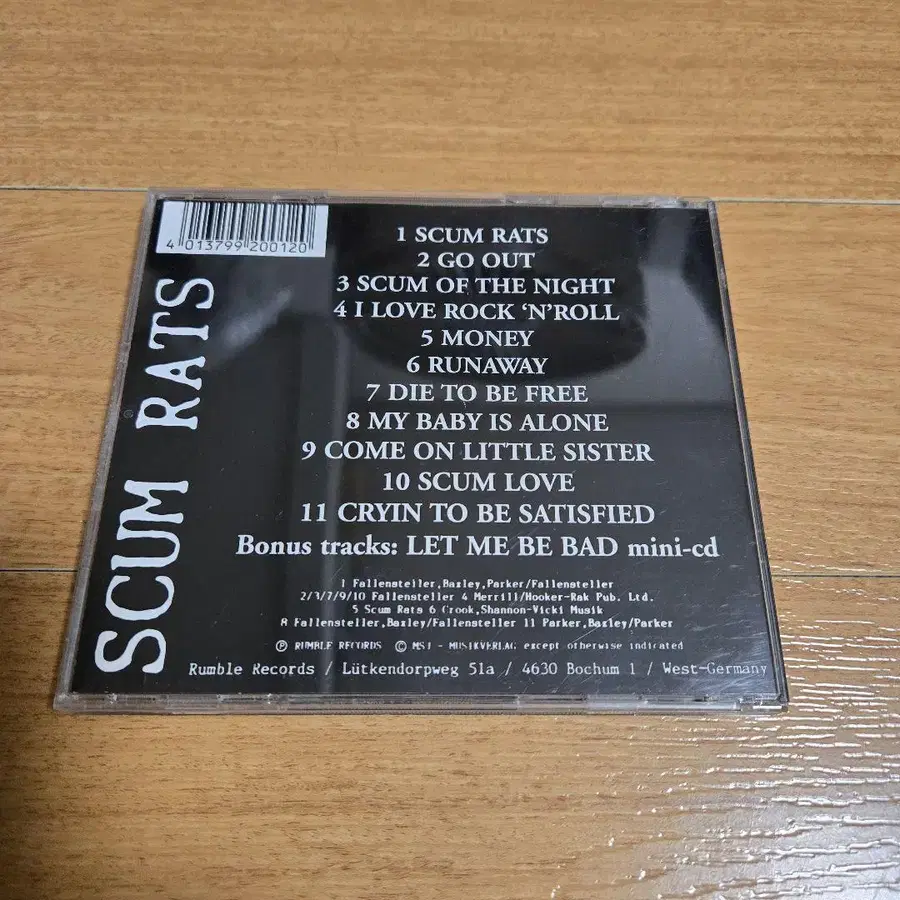 4 013799 200120
SCUM RATS
1 SCUM RATS
2 GO OUT
3 SCUM OF THE NIGHT
4 I LOVE ROCK ‘N’ROLL
5 MONEY
6 RUNAWAY
7 DIE TO BE FREE
8 MY BABY IS ALONE
9 COME ON LITTLE SISTER
10 SCUM LOVE
11 CRYIN TO BE SATISFIED
Bonus tracks: LET ME BE BAD mini-cd
1 Fallensteller,Bazley,Parker/Fallensteller
2/3/7/9/10 Fallensteller 4 Merrill/Hooker-Rak Pub. Ltd.
5 Scum Rats 6 Crook,Shannon-Vicki Musik
8 Fallensteller,Bazley/Fallensteller 11 Parker,Bazley/Parker
℗ RUMBLE RECORDS © MSI - MUSIKVERLAG except otherwise indicated
Rumble Records / Lütkendorpweg 51a / 4630 Bochum 1 / West-Germany